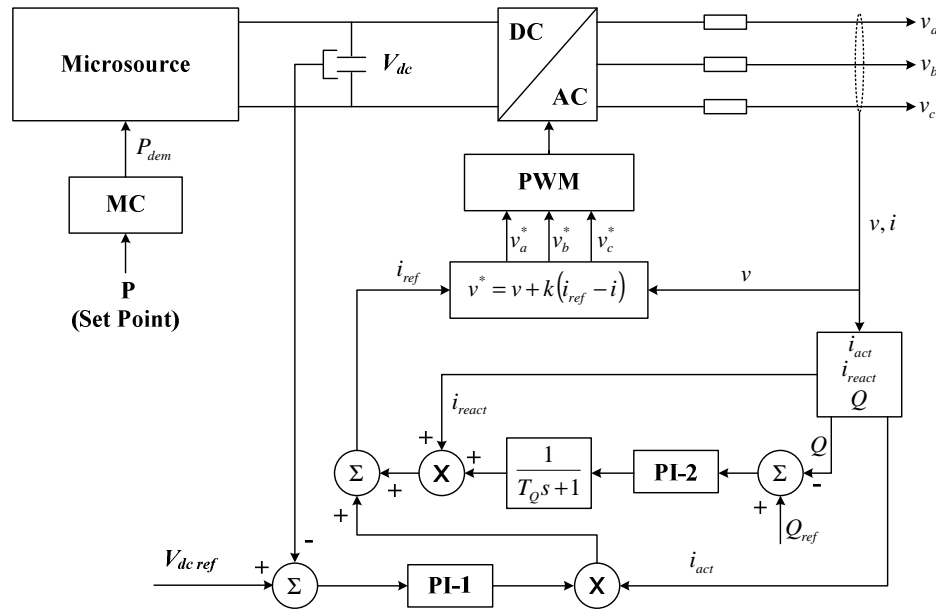 Microsource
V_dc
DC
AC
v_a
v_b
v_c
P_dem
MC
PWM
P
(Set Point)
v_a^*
v_b^*
v_c^*
v, i
i_ref
v^* = v + k(i_ref − i)
v
i_act
i_react
Q
i_react
+
+
Σ
+
X
+
1
T_Q s + 1
PI-2
Σ
Q
-
+
Q_ref
+
-
V_dc ref
+
Σ
PI-1
X
i_act